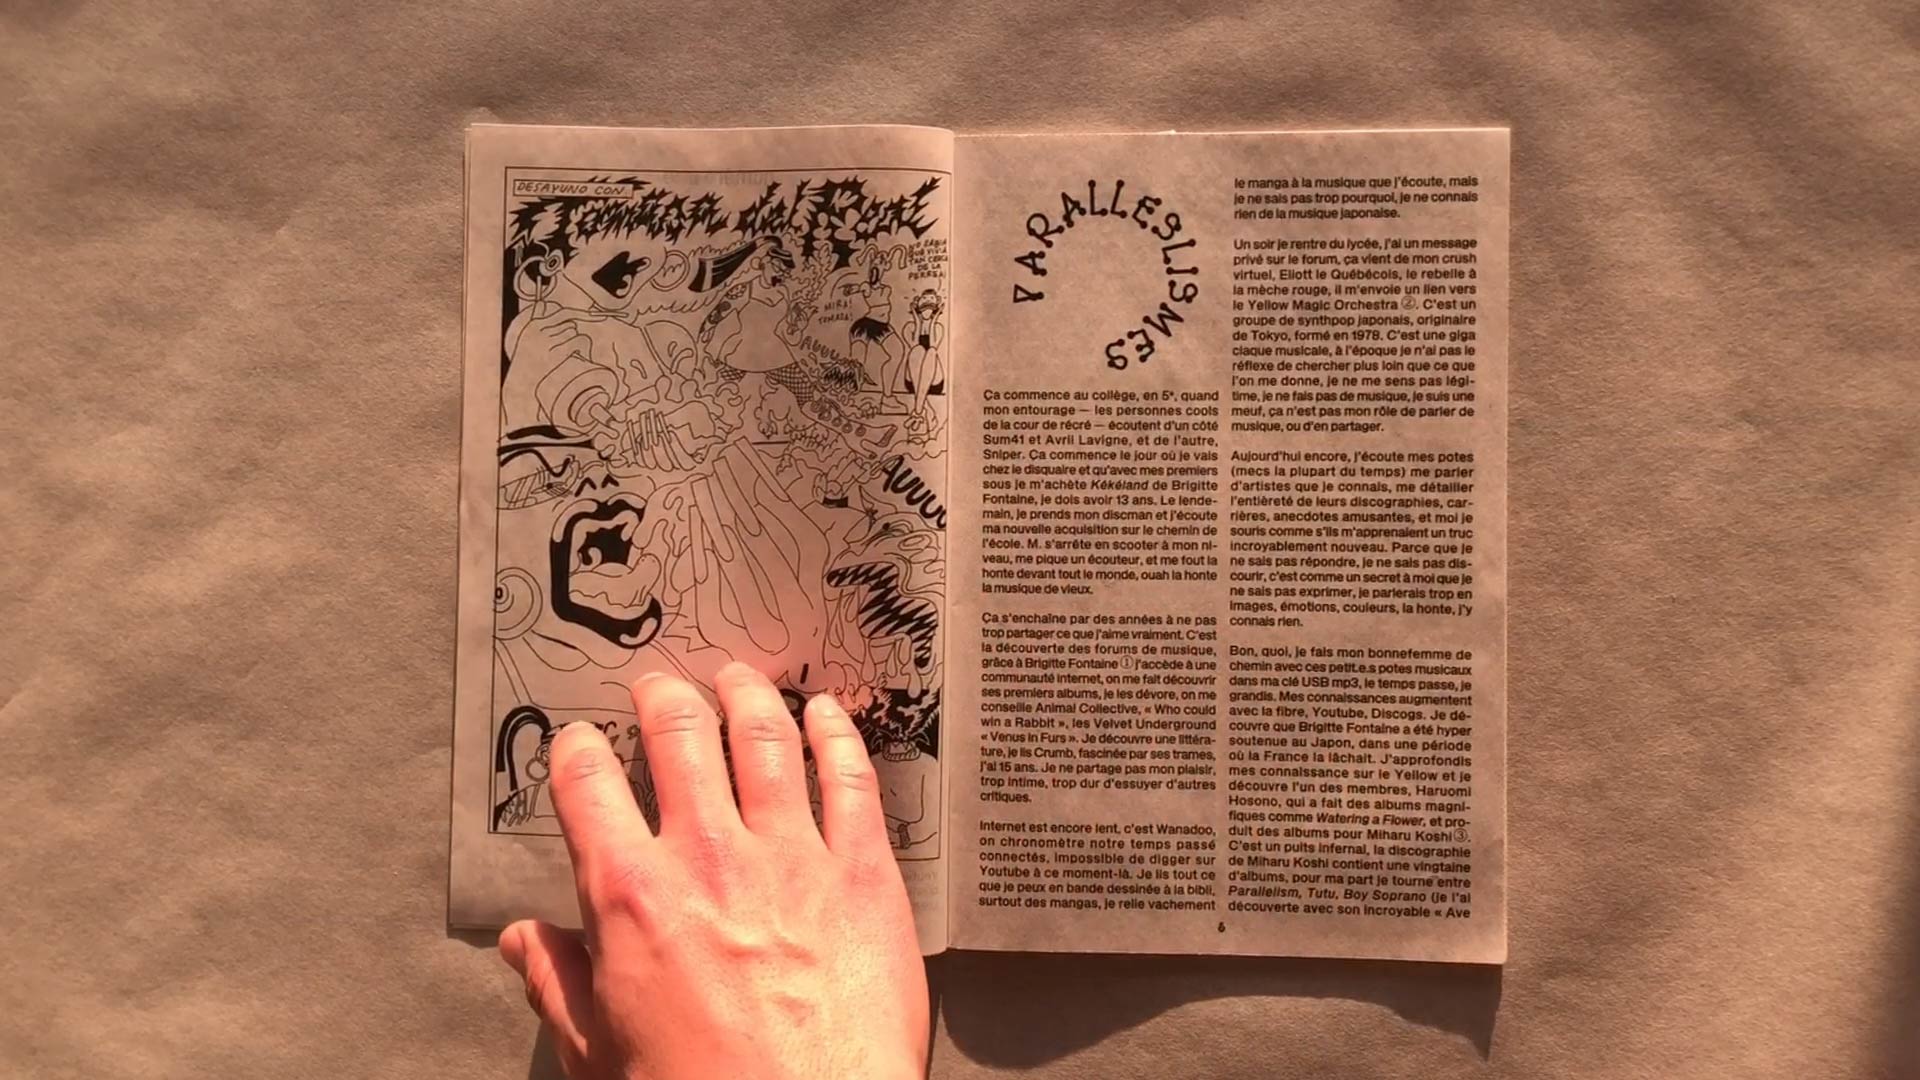 DESAYUNO CON...
Tomasa del Real
NO SABIA
QUE VIVIA
TAN CERCA
DE LA
PERREA!
MIRA!
TOMASA!
AUUUU
AUUUU
PARALLESLISMES
Ça commence au collège, en 5ᵉ, quand
mon entourage — les personnes cools
de la cour de récré — écoutent d'un côté
Sum41 et Avril Lavigne, et de l'autre,
Sniper. Ça commence le jour où je vais
chez le disquaire et qu'avec mes premiers
sous je m'achète Kékéland de Brigitte
Fontaine, je dois avoir 13 ans. Le lende-
main, je prends mon discman et j'écoute
ma nouvelle acquisition sur le chemin de
l'école. M. s'arrête en scooter à mon ni-
veau, me pique un écouteur, et me fout la
honte devant tout le monde, ouah la honte
la musique de vieux.
Ça s'enchaîne par des années à ne pas
trop partager ce que j'aime vraiment. C'est
la découverte des forums de musique,
grâce à Brigitte Fontaine ① j'accède à une
communauté internet, on me fait découvrir
ses premiers albums, je les dévore, on me
conseille Animal Collective, « Who could
win a Rabbit », les Velvet Underground
« Venus in Furs ». Je découvre une littéra-
ture, je lis Crumb, fascinée par ses trames,
j'ai 15 ans. Je ne partage pas mon plaisir,
trop intime, trop dur d'essuyer d'autres
critiques.
Internet est encore lent, c'est Wanadoo,
on chronomètre notre temps passé
connectés, impossible de digger sur
Youtube à ce moment-là. Je lis tout ce
que je peux en bande dessinée à la bibli,
surtout des mangas, je relie vachement
le manga à la musique que j'écoute, mais
je ne sais pas trop pourquoi, je ne connais
rien de la musique japonaise.
Un soir je rentre du lycée, j'ai un message
privé sur le forum, ça vient de mon crush
virtuel, Eliott le Québécois, le rebelle à
la mèche rouge, il m'envoie un lien vers
le Yellow Magic Orchestra ②. C'est un
groupe de synthpop japonais, originaire
de Tokyo, formé en 1978. C'est une giga
claque musicale, à l'époque je n'ai pas le
réflexe de chercher plus loin que ce que
l'on me donne, je ne me sens pas légi-
time, je ne fais pas de musique, je suis une
meuf, ça n'est pas mon rôle de parler de
musique, ou d'en partager.
Aujourd'hui encore, j'écoute mes potes
(mecs la plupart du temps) me parler
d'artistes que je connais, me détailler
l'entièreté de leurs discographies, car-
rières, anecdotes amusantes, et moi je
souris comme s'ils m'apprenaient un truc
incroyablement nouveau. Parce que je
ne sais pas répondre, je ne sais pas dis-
courir, c'est comme un secret à moi que je
ne sais pas exprimer, je parlerais trop en
images, émotions, couleurs, la honte, j'y
connais rien.
Bon, quoi, je fais mon bonnefemme de
chemin avec ces petit.e.s potes musicaux
dans ma clé USB mp3, le temps passe, je
grandis. Mes connaissances augmentent
avec la fibre, Youtube, Discogs. Je dé-
couvre que Brigitte Fontaine a été hyper
soutenue au Japon, dans une période
où la France la lâchait. J'approfondis
mes connaissance sur le Yellow et je
découvre l'un des membres, Haruomi
Hosono, qui a fait des albums magni-
fiques comme Watering a Flower, et pro-
duit des albums pour Miharu Koshi ③.
C'est un puits infernal, la discographie
de Miharu Koshi contient une vingtaine
d'albums, pour ma part je tourne entre
Parallelism, Tutu, Boy Soprano (je l'ai
découverte avec son incroyable « Ave
6